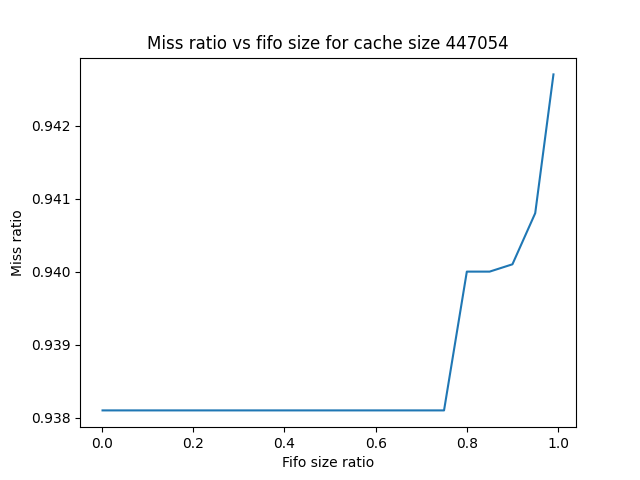 Miss ratio vs fifo size for cache size 447054
0.942
0.941
0.940
0.939
0.938
Miss ratio
0.0 0.2 0.4 0.6 0.8 1.0
Fifo size ratio